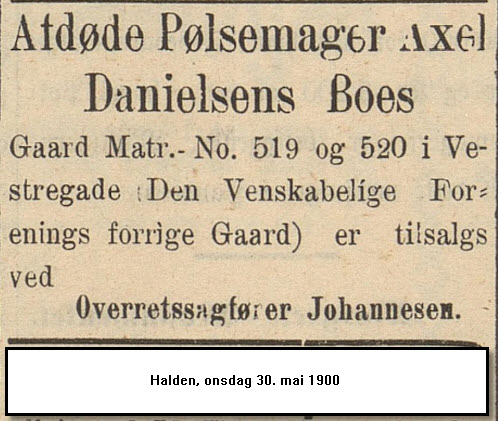 Afdøde Pølsemager Axel
Danielsens Boes
Gaard Matr.-No. 519 og 520 i Ve-
stregade (Den Venskabelige For-
enings forrige Gaard) er tilsalgs
ved
Overretssagfører Johannesen.
Halden, onsdag 30. mai 1900